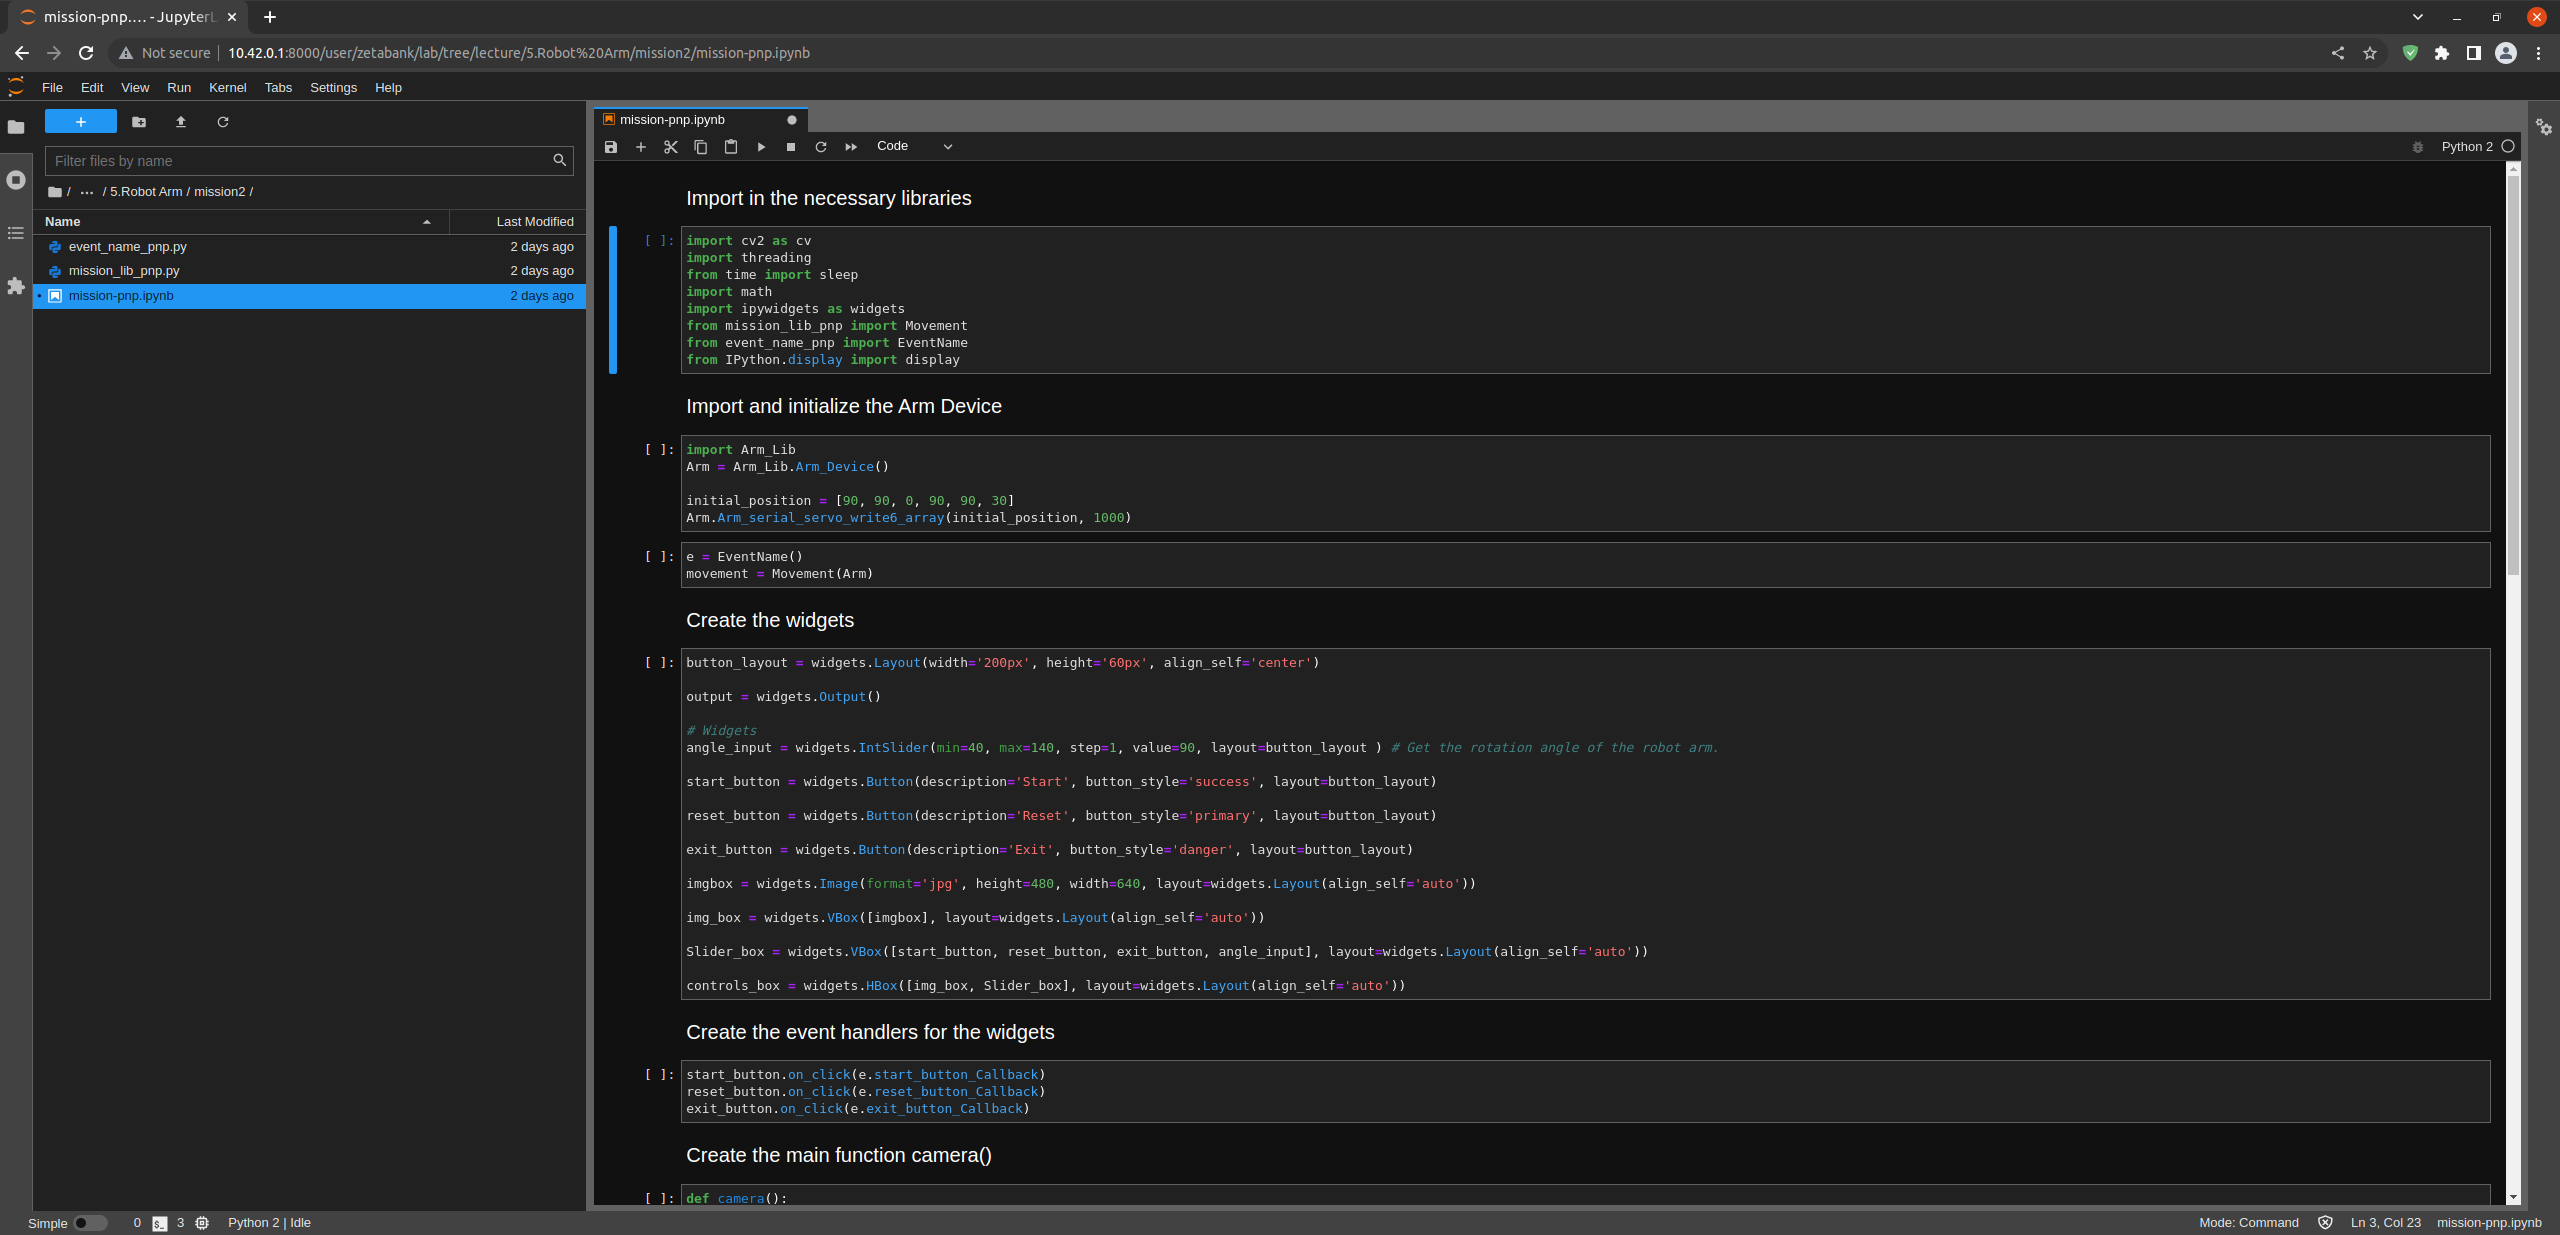 mission-pnp.... - JupyterL
Not secure
10.42.0.1:8000/user/zetabank/lab/tree/lecture/5.Robot%20Arm/mission2/mission-pnp.ipynb
File Edit View Run Kernel Tabs Settings Help
+
Filter files by name
/ ... / 5.Robot Arm / mission2 /
Name Last Modified
event_name_pnp.py 2 days ago
mission_lib_pnp.py 2 days ago
mission-pnp.ipynb 2 days ago
mission-pnp.ipynb
Code
Python 2
Import in the necessary libraries
[ ]: import cv2 as cv
import threading
from time import sleep
import math
import ipywidgets as widgets
from mission_lib_pnp import Movement
from event_name_pnp import EventName
from IPython.display import display
Import and initialize the Arm Device
[ ]: import Arm_Lib
Arm = Arm_Lib.Arm_Device()
initial_position = [90, 90, 0, 90, 90, 30]
Arm.Arm_serial_servo_write6_array(initial_position, 1000)
[ ]: e = EventName()
movement = Movement(Arm)
Create the widgets
[ ]: button_layout = widgets.Layout(width='200px', height='60px', align_self='center')
output = widgets.Output()
# Widgets
angle_input = widgets.IntSlider(min=40, max=140, step=1, value=90, layout=button_layout ) # Get the rotation angle of the robot arm.
start_button = widgets.Button(description='Start', button_style='success', layout=button_layout)
reset_button = widgets.Button(description='Reset', button_style='primary', layout=button_layout)
exit_button = widgets.Button(description='Exit', button_style='danger', layout=button_layout)
imgbox = widgets.Image(format='jpg', height=480, width=640, layout=widgets.Layout(align_self='auto'))
img_box = widgets.VBox([imgbox], layout=widgets.Layout(align_self='auto'))
Slider_box = widgets.VBox([start_button, reset_button, exit_button, angle_input], layout=widgets.Layout(align_self='auto'))
controls_box = widgets.HBox([img_box, Slider_box], layout=widgets.Layout(align_self='auto'))
Create the event handlers for the widgets
[ ]: start_button.on_click(e.start_button_Callback)
reset_button.on_click(e.reset_button_Callback)
exit_button.on_click(e.exit_button_Callback)
Create the main function camera()
[ ]: def camera():
Simple 0 3 Python 2 | Idle Mode: Command Ln 3, Col 23 mission-pnp.ipynb